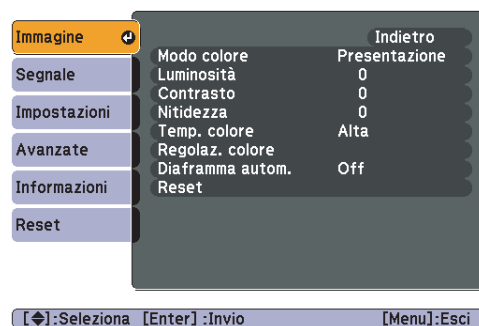 Immagine
Segnale
Impostazioni
Avanzate
Informazioni
Reset
Indietro
Modo colore Presentazione
Luminosità 0
Contrasto 0
Nitidezza 0
Temp. colore Alta
Regolaz. colore
Diaframma autom. Off
Reset
[ ]:Seleziona [Enter] :Invio [Menu]:Esci